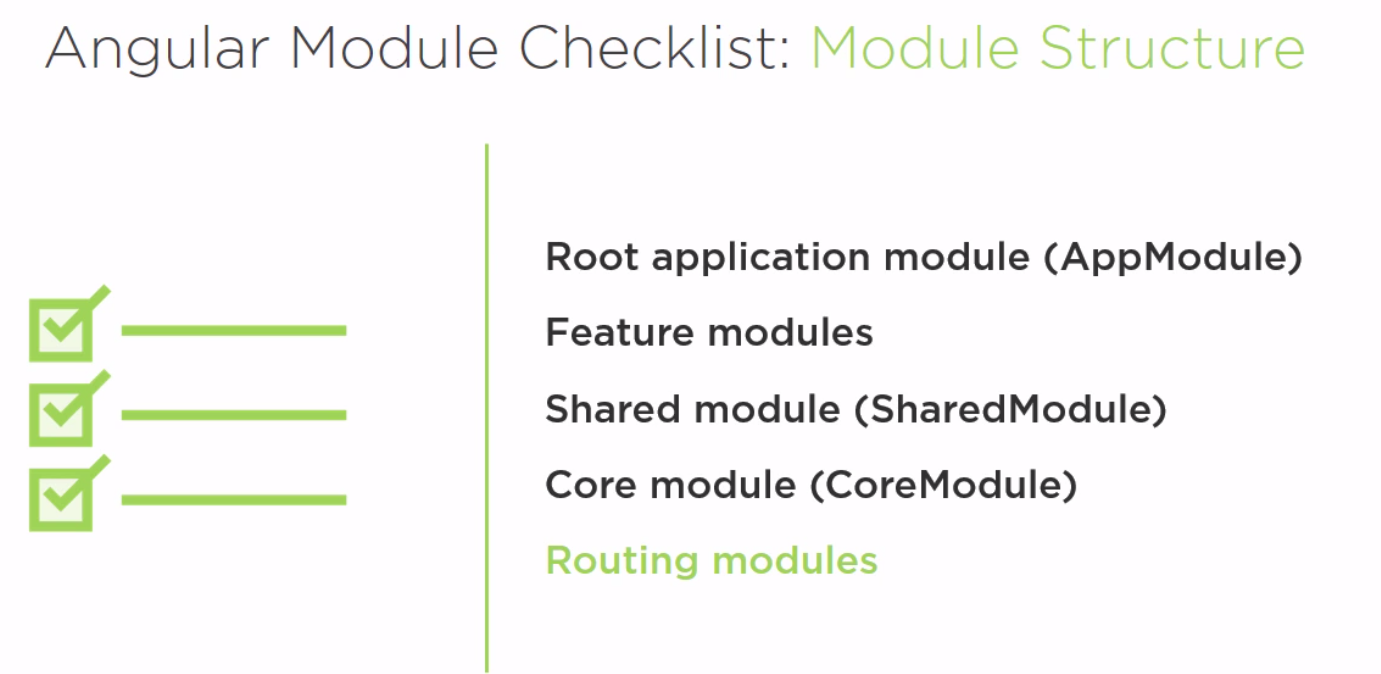 Angular Module Checklist: Module Structure
Root application module (AppModule)
Feature modules
Shared module (SharedModule)
Core module (CoreModule)
Routing modules